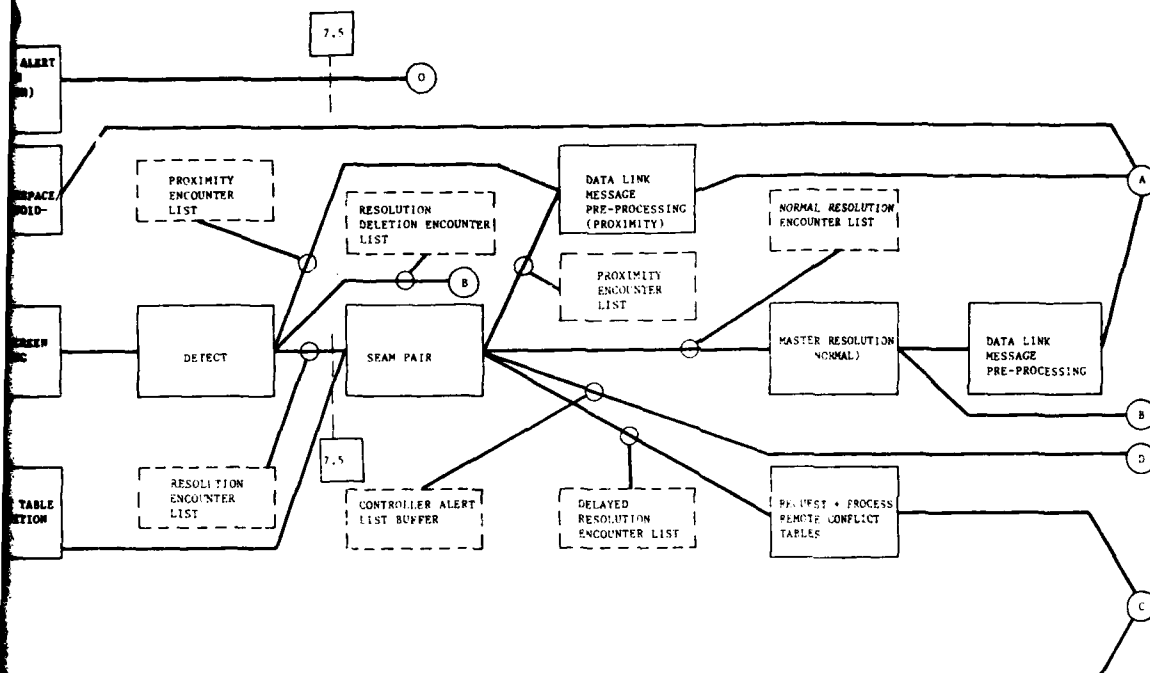 7.5
ALERT
O
PROXIMITY
ENCOUNTER
LIST
RESOLUTION
DELETION ENCOUNTER
LIST
DATA LINK
MESSAGE
PRE-PROCESSING
(PROXIMITY)
NORMAL RESOLUTION
ENCOUNTER LIST
A
B
PROXIMITY
ENCOUNTER
LIST
DETECT
SEAM PAIR
MASTER RESOLUTION
NORMAL)
DATA LINK
MESSAGE
PRE-PROCESSING
B
D
7.5
RESOLUTION
ENCOUNTER
LIST
CONTROLLER ALERT
LIST BUFFER
DELAYED
RESOLUTION
ENCOUNTER LIST
REQUEST + PROCESS
REMOTE CONFLICT
TABLES
TABLE
C